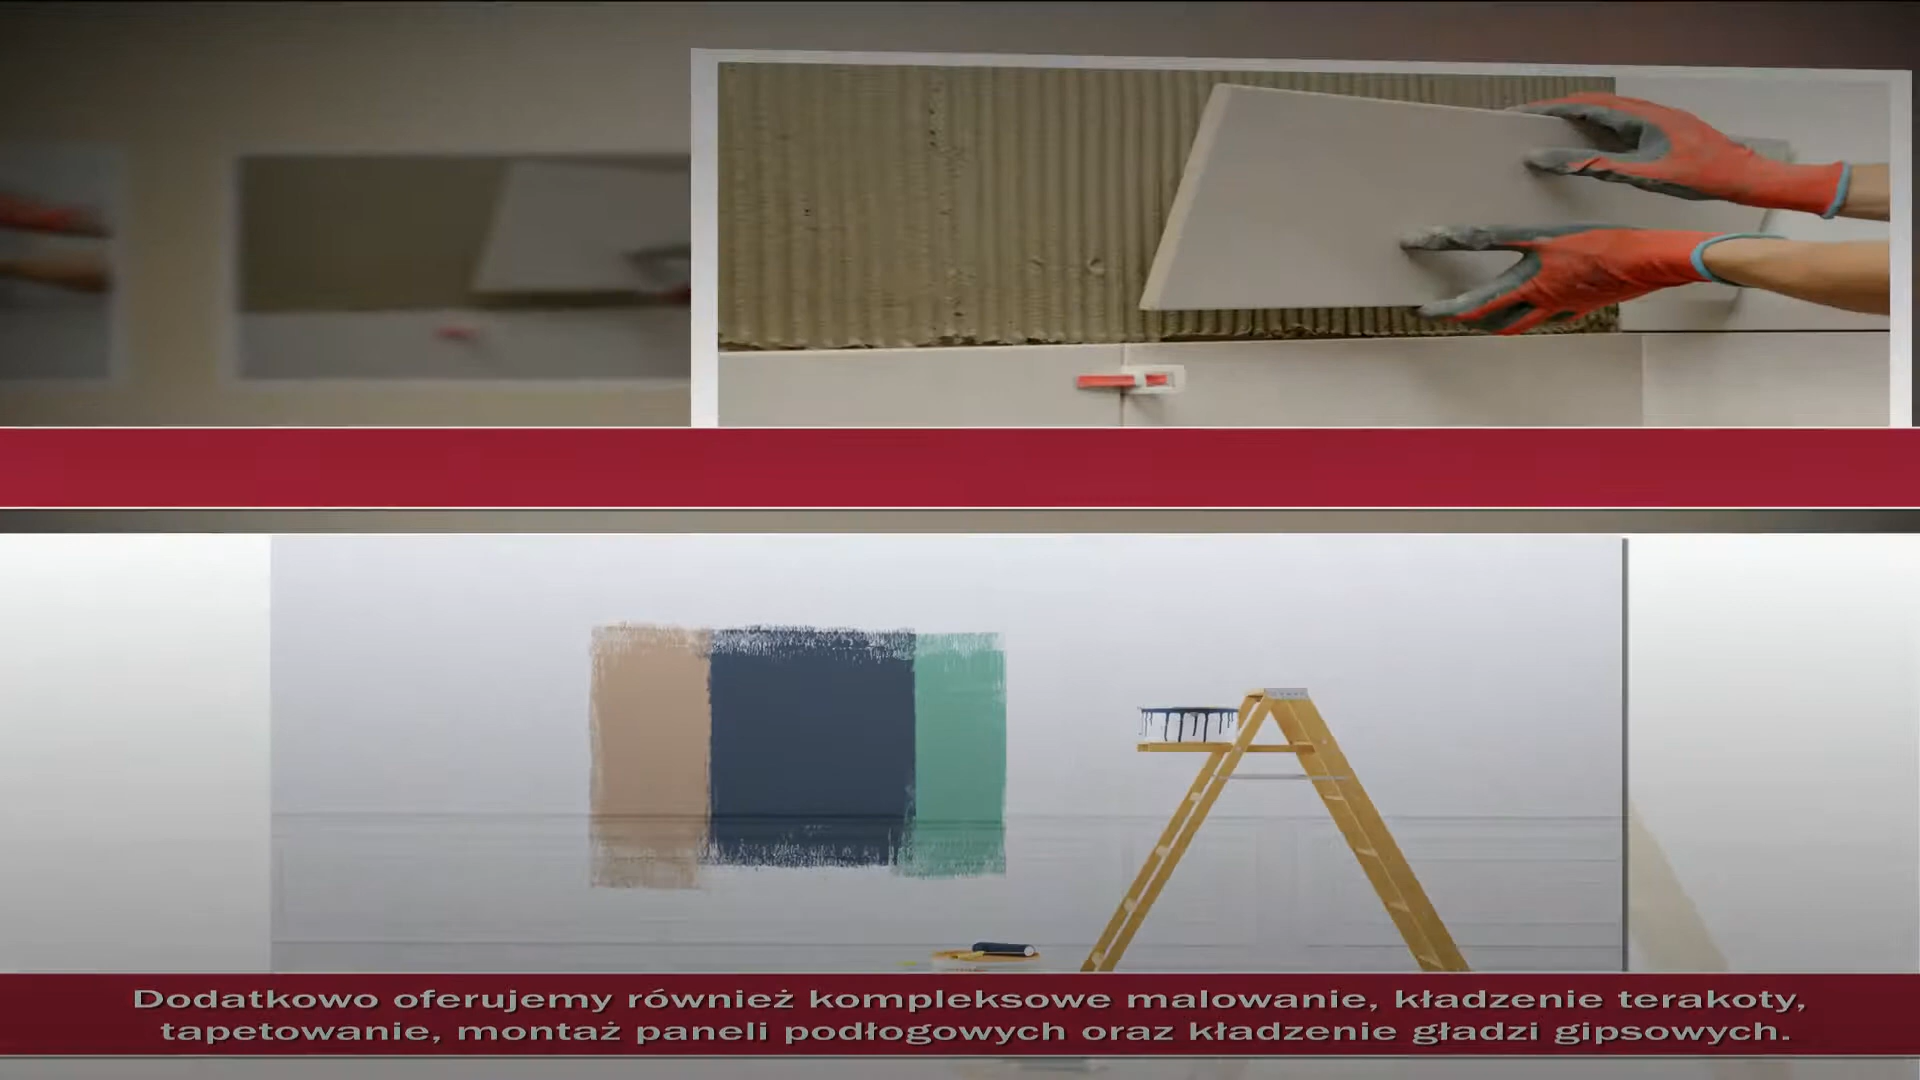 Dodatkowo oferujemy również kompleksowe malowanie, kładzenie terakoty,
tapetowanie, montaż paneli podłogowych oraz kładzenie gładzi gipsowych.